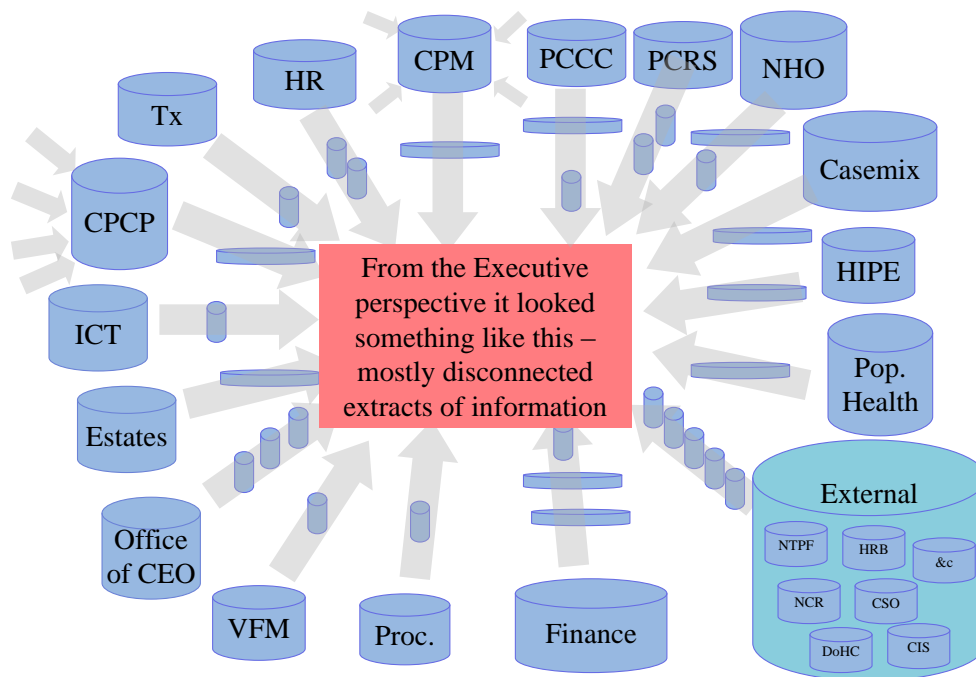 CPM
PCCC
PCRS
NHO
HR
Tx
Casemix
CPCP
HIPE
From the Executive
perspective it looked
something like this –
mostly disconnected
extracts of information
ICT
Pop.
Health
Estates
External
NTPF
HRB
&c
NCR
CSO
DoHC
CIS
Office
of CEO
VFM
Proc.
Finance